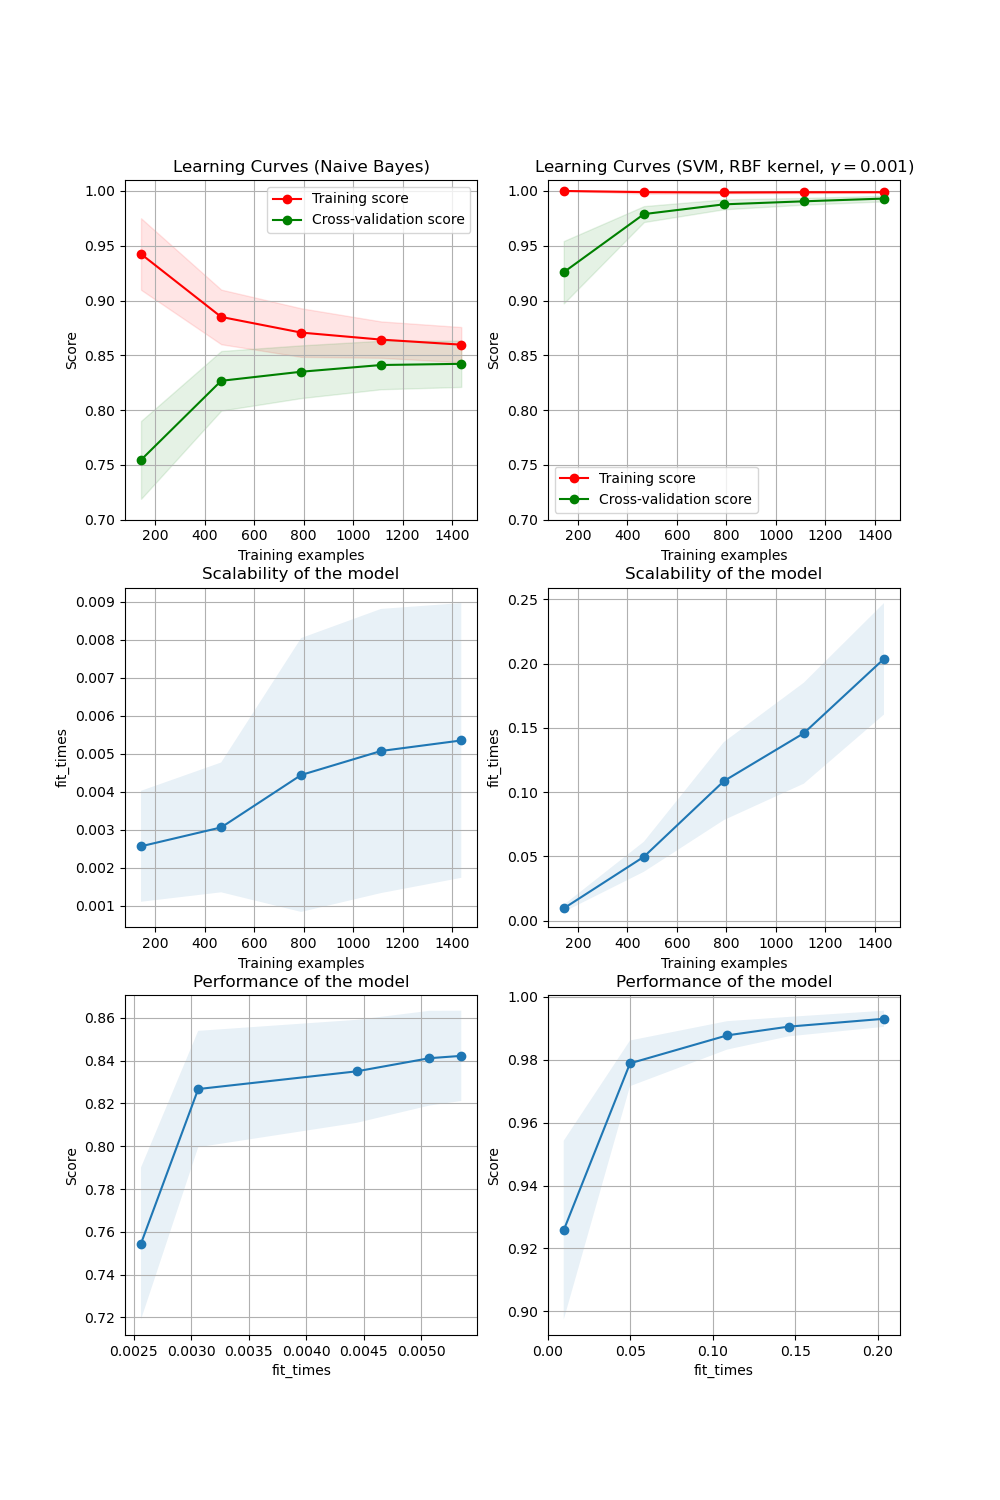 Learning Curves (Naive Bayes)
1.00
0.95
0.90
0.85
0.80
0.75
0.70
Score
Training score
Cross-validation score
200 400 600 800 1000 1200 1400
Training examples
Learning Curves (SVM, RBF kernel, γ = 0.001)
1.00
0.95
0.90
0.85
0.80
0.75
0.70
Score
Training score
Cross-validation score
200 400 600 800 1000 1200 1400
Training examples
Scalability of the model
0.009
0.008
0.007
0.006
0.005
0.004
0.003
0.002
0.001
fit_times
200 400 600 800 1000 1200 1400
Training examples
Scalability of the model
0.25
0.20
0.15
0.10
0.05
0.00
fit_times
200 400 600 800 1000 1200 1400
Training examples
Performance of the model
0.86
0.84
0.82
0.80
0.78
0.76
0.74
0.72
Score
0.0025 0.0030 0.0035 0.0040 0.0045 0.0050
fit_times
Performance of the model
1.00
0.98
0.96
0.94
0.92
0.90
Score
0.00 0.05 0.10 0.15 0.20
fit_times